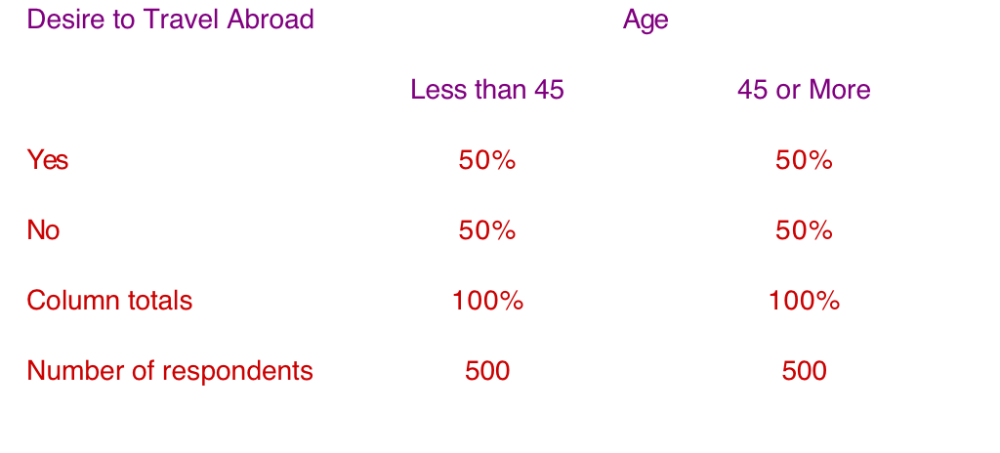 Desire to Travel Abroad Age
Less than 45 45 or More
Yes 50% 50%
No 50% 50%
Column totals 100% 100%
Number of respondents 500 500